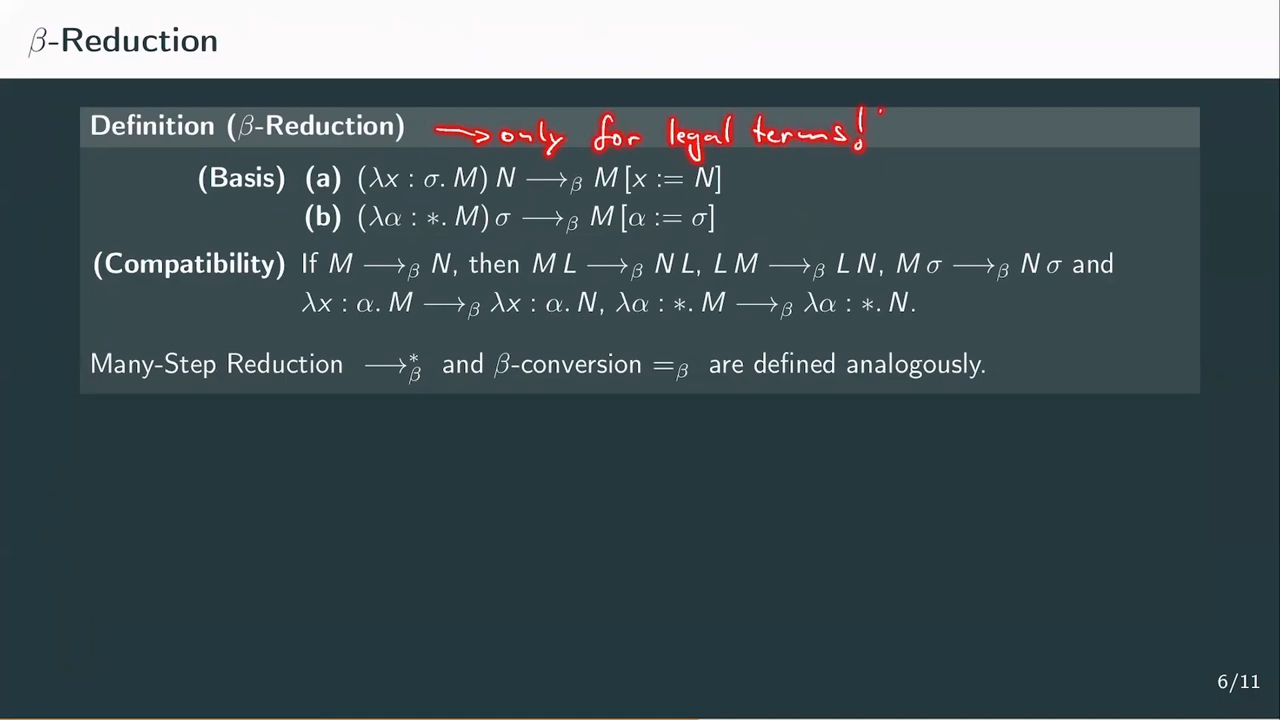 β-Reduction
Definition (β-Reduction) → only for legal terms!
(Basis) (a) (λx : σ. M) N ⟶β M [x := N]
(b) (λα : ∗. M) σ ⟶β M [α := σ]
(Compatibility) If M ⟶β N, then M L ⟶β N L, L M ⟶β L N, M σ ⟶β N σ and
λx : α. M ⟶β λx : α. N, λα : ∗. M ⟶β λα : ∗. N.
Many-Step Reduction ⟶*β and β-conversion =β are defined analogously.
6/11